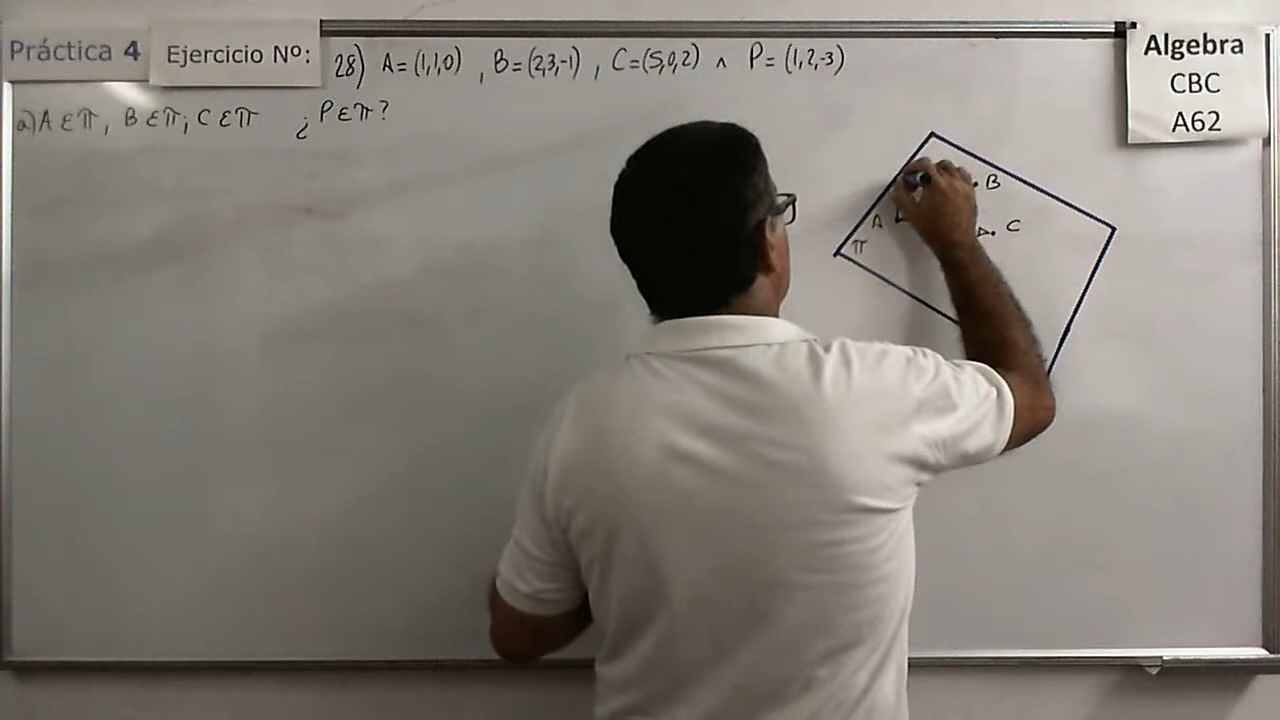 Práctica 4
Ejercicio Nº:
28) A=(1,1,0) , B=(2,3,-1) , C=(5,0,2) ∧ P=(1,2,-3)
Algebra
CBC
A62
a) A ∈ π, B ∈ π; C ∈ π ¿P ∈ π?
B
A
C
π